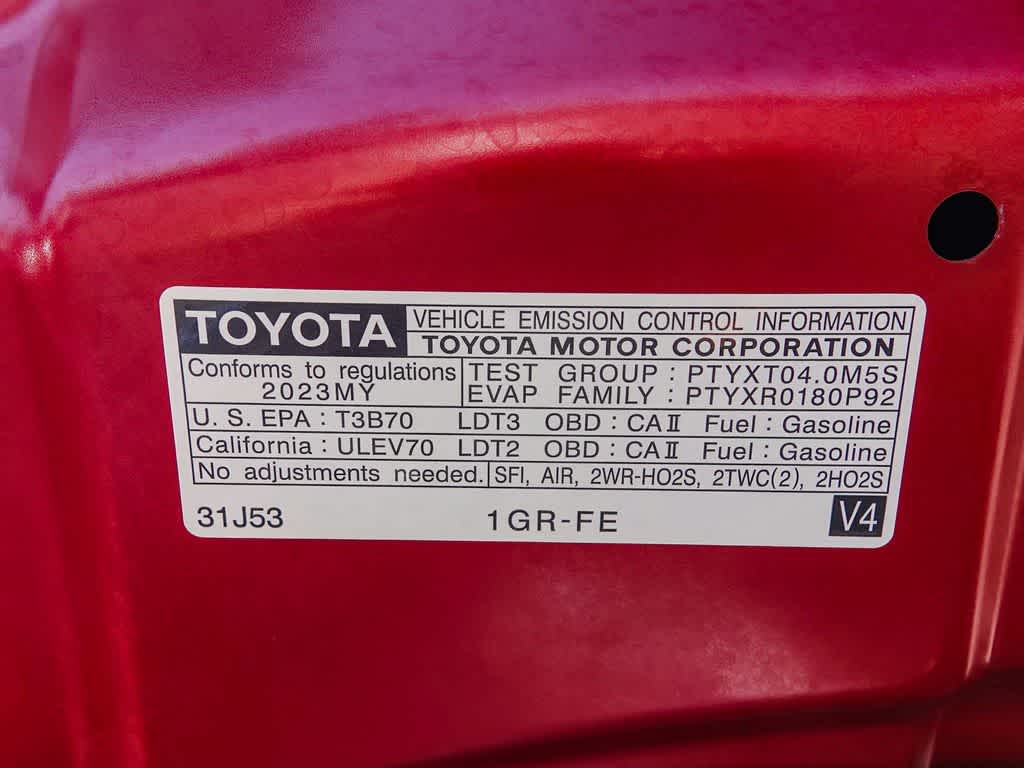 TOYOTA VEHICLE EMISSION CONTROL INFORMATION
TOYOTA MOTOR CORPORATION
Conforms to regulations TEST GROUP : PTYXT04.0M5S
2023MY EVAP FAMILY : PTYXR0180P92
U. S. EPA : T3B70 LDT3 OBD : CAⅡ Fuel : Gasoline
California : ULEV70 LDT2 OBD : CAⅡ Fuel : Gasoline
No adjustments needed. SFI, AIR, 2WR-HO2S, 2TWC(2), 2HO2S
31J53 1GR-FE V4